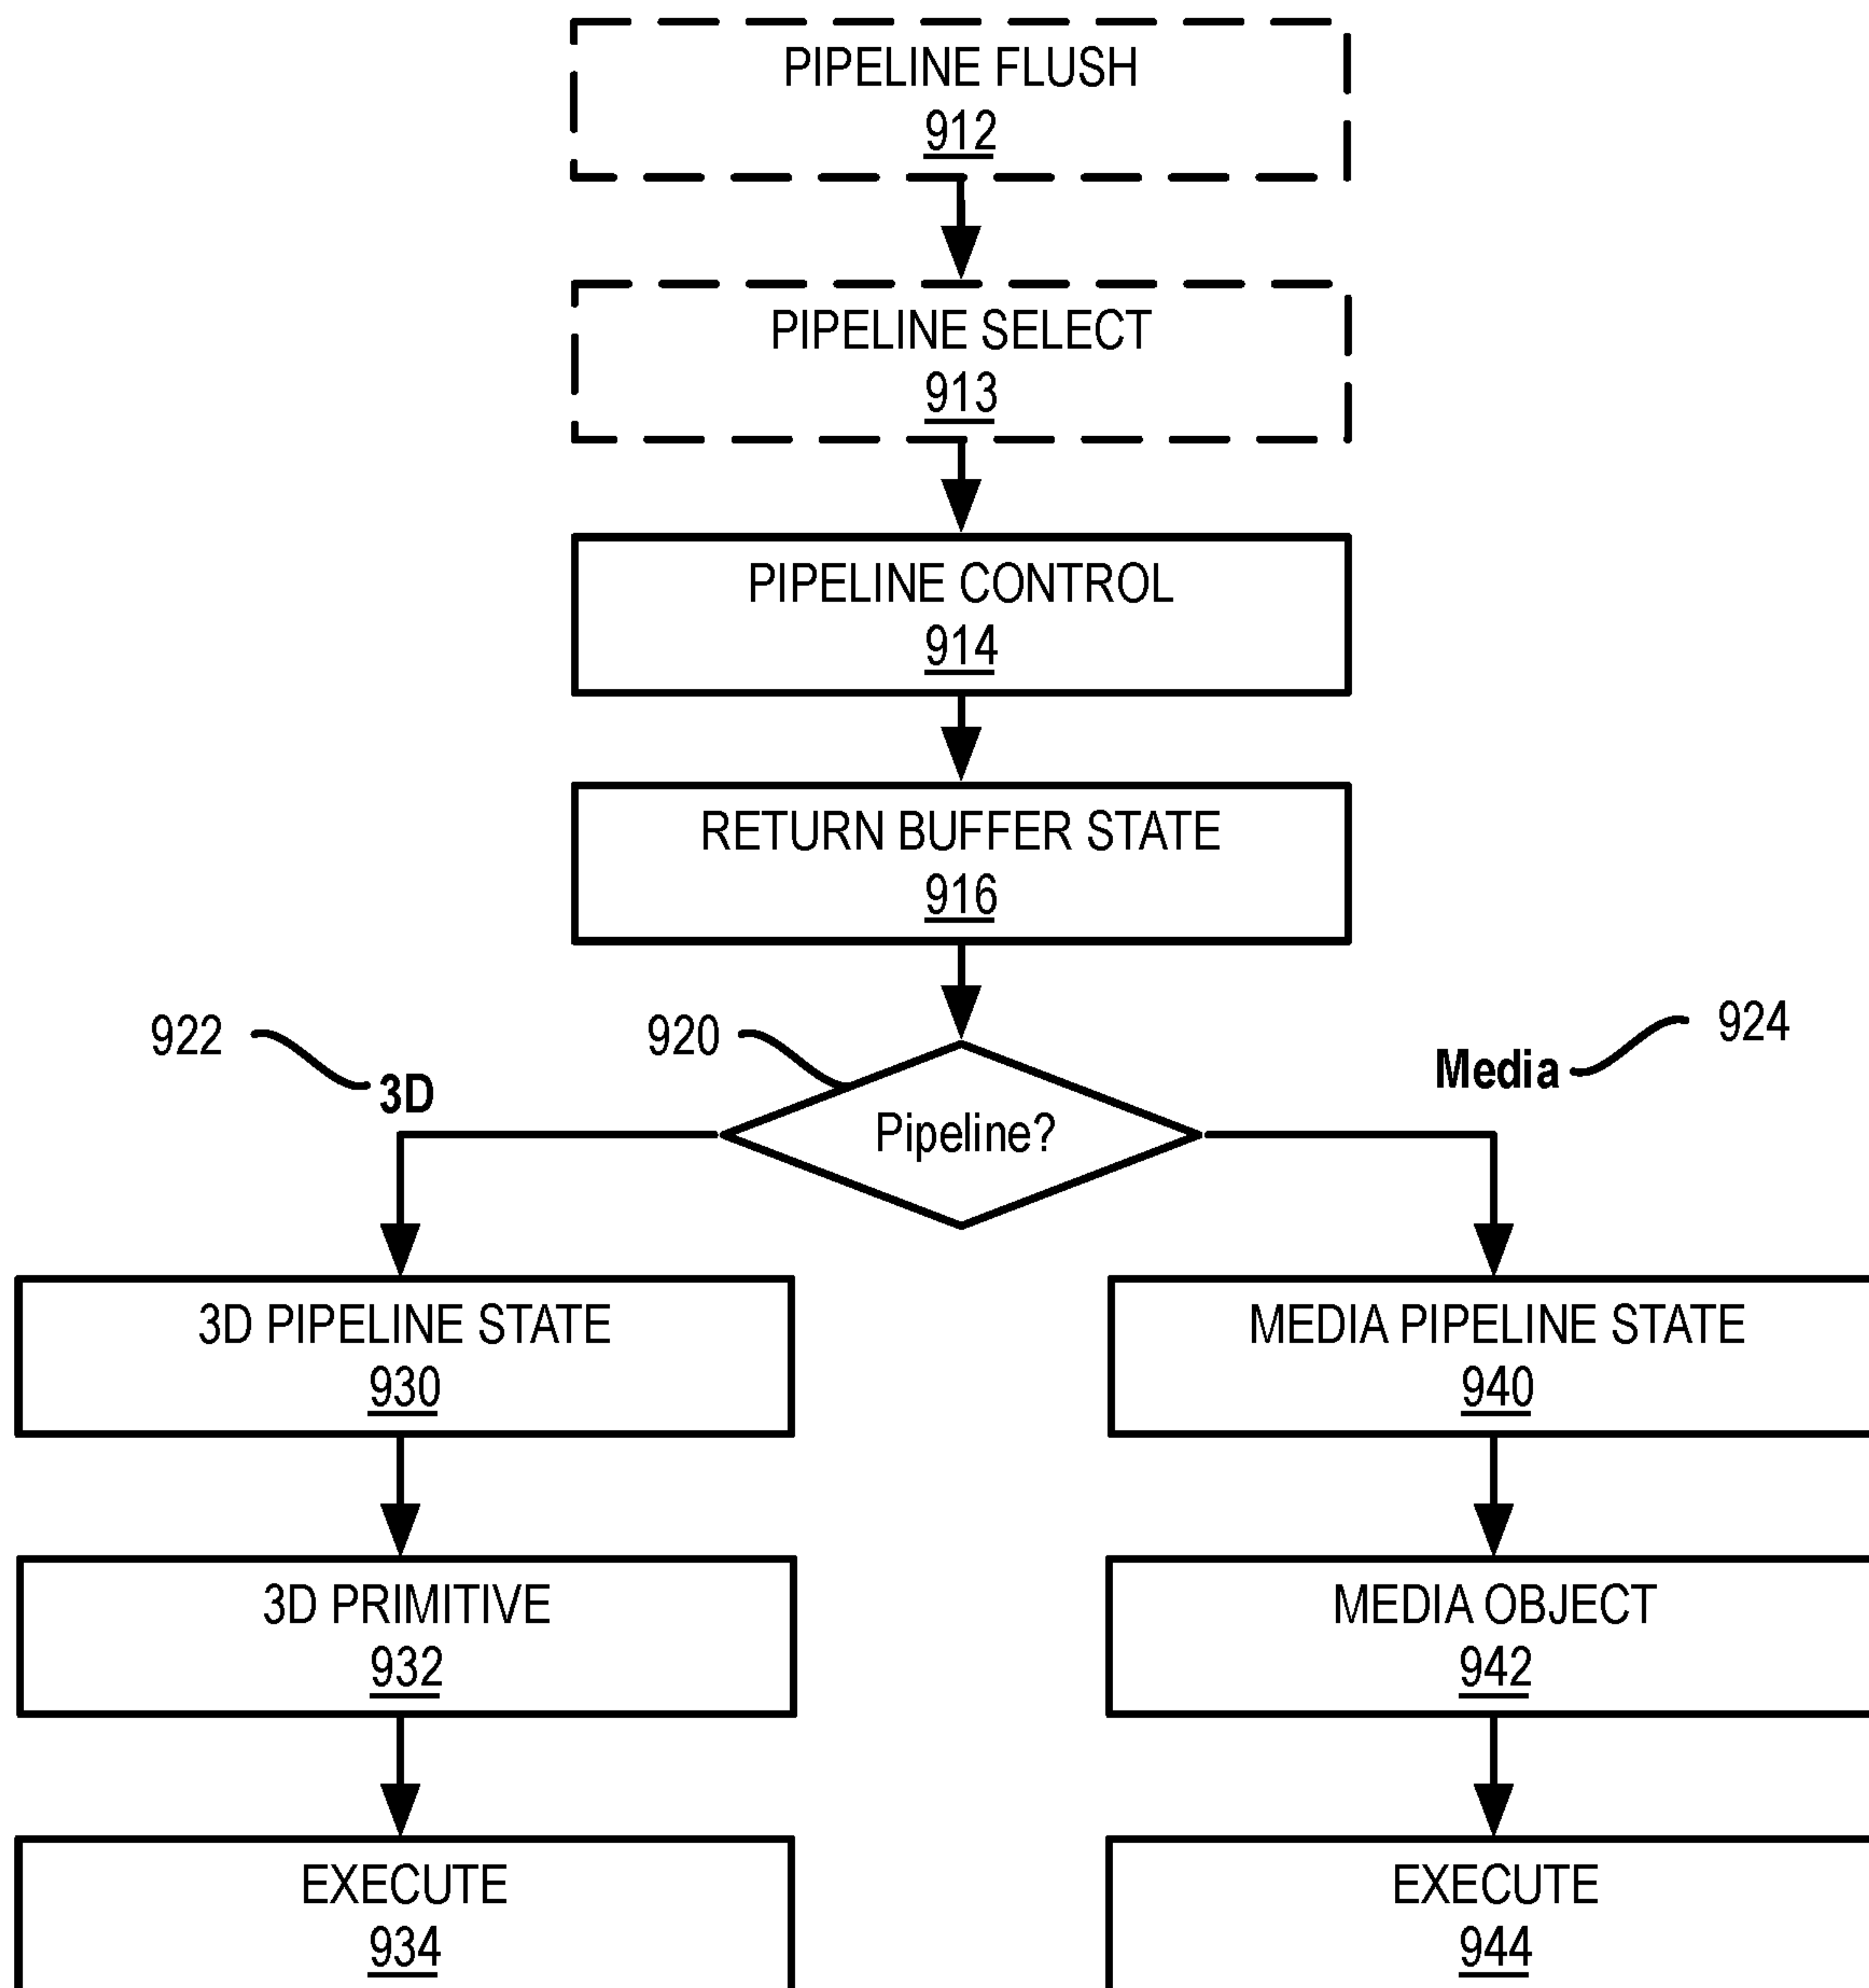 PIPELINE FLUSH
912
PIPELINE SELECT
913
PIPELINE CONTROL
914
RETURN BUFFER STATE
916
922
920
924
3D
Media
Pipeline?
3D PIPELINE STATE
930
MEDIA PIPELINE STATE
940
3D PRIMITIVE
932
MEDIA OBJECT
942
EXECUTE
934
EXECUTE
944